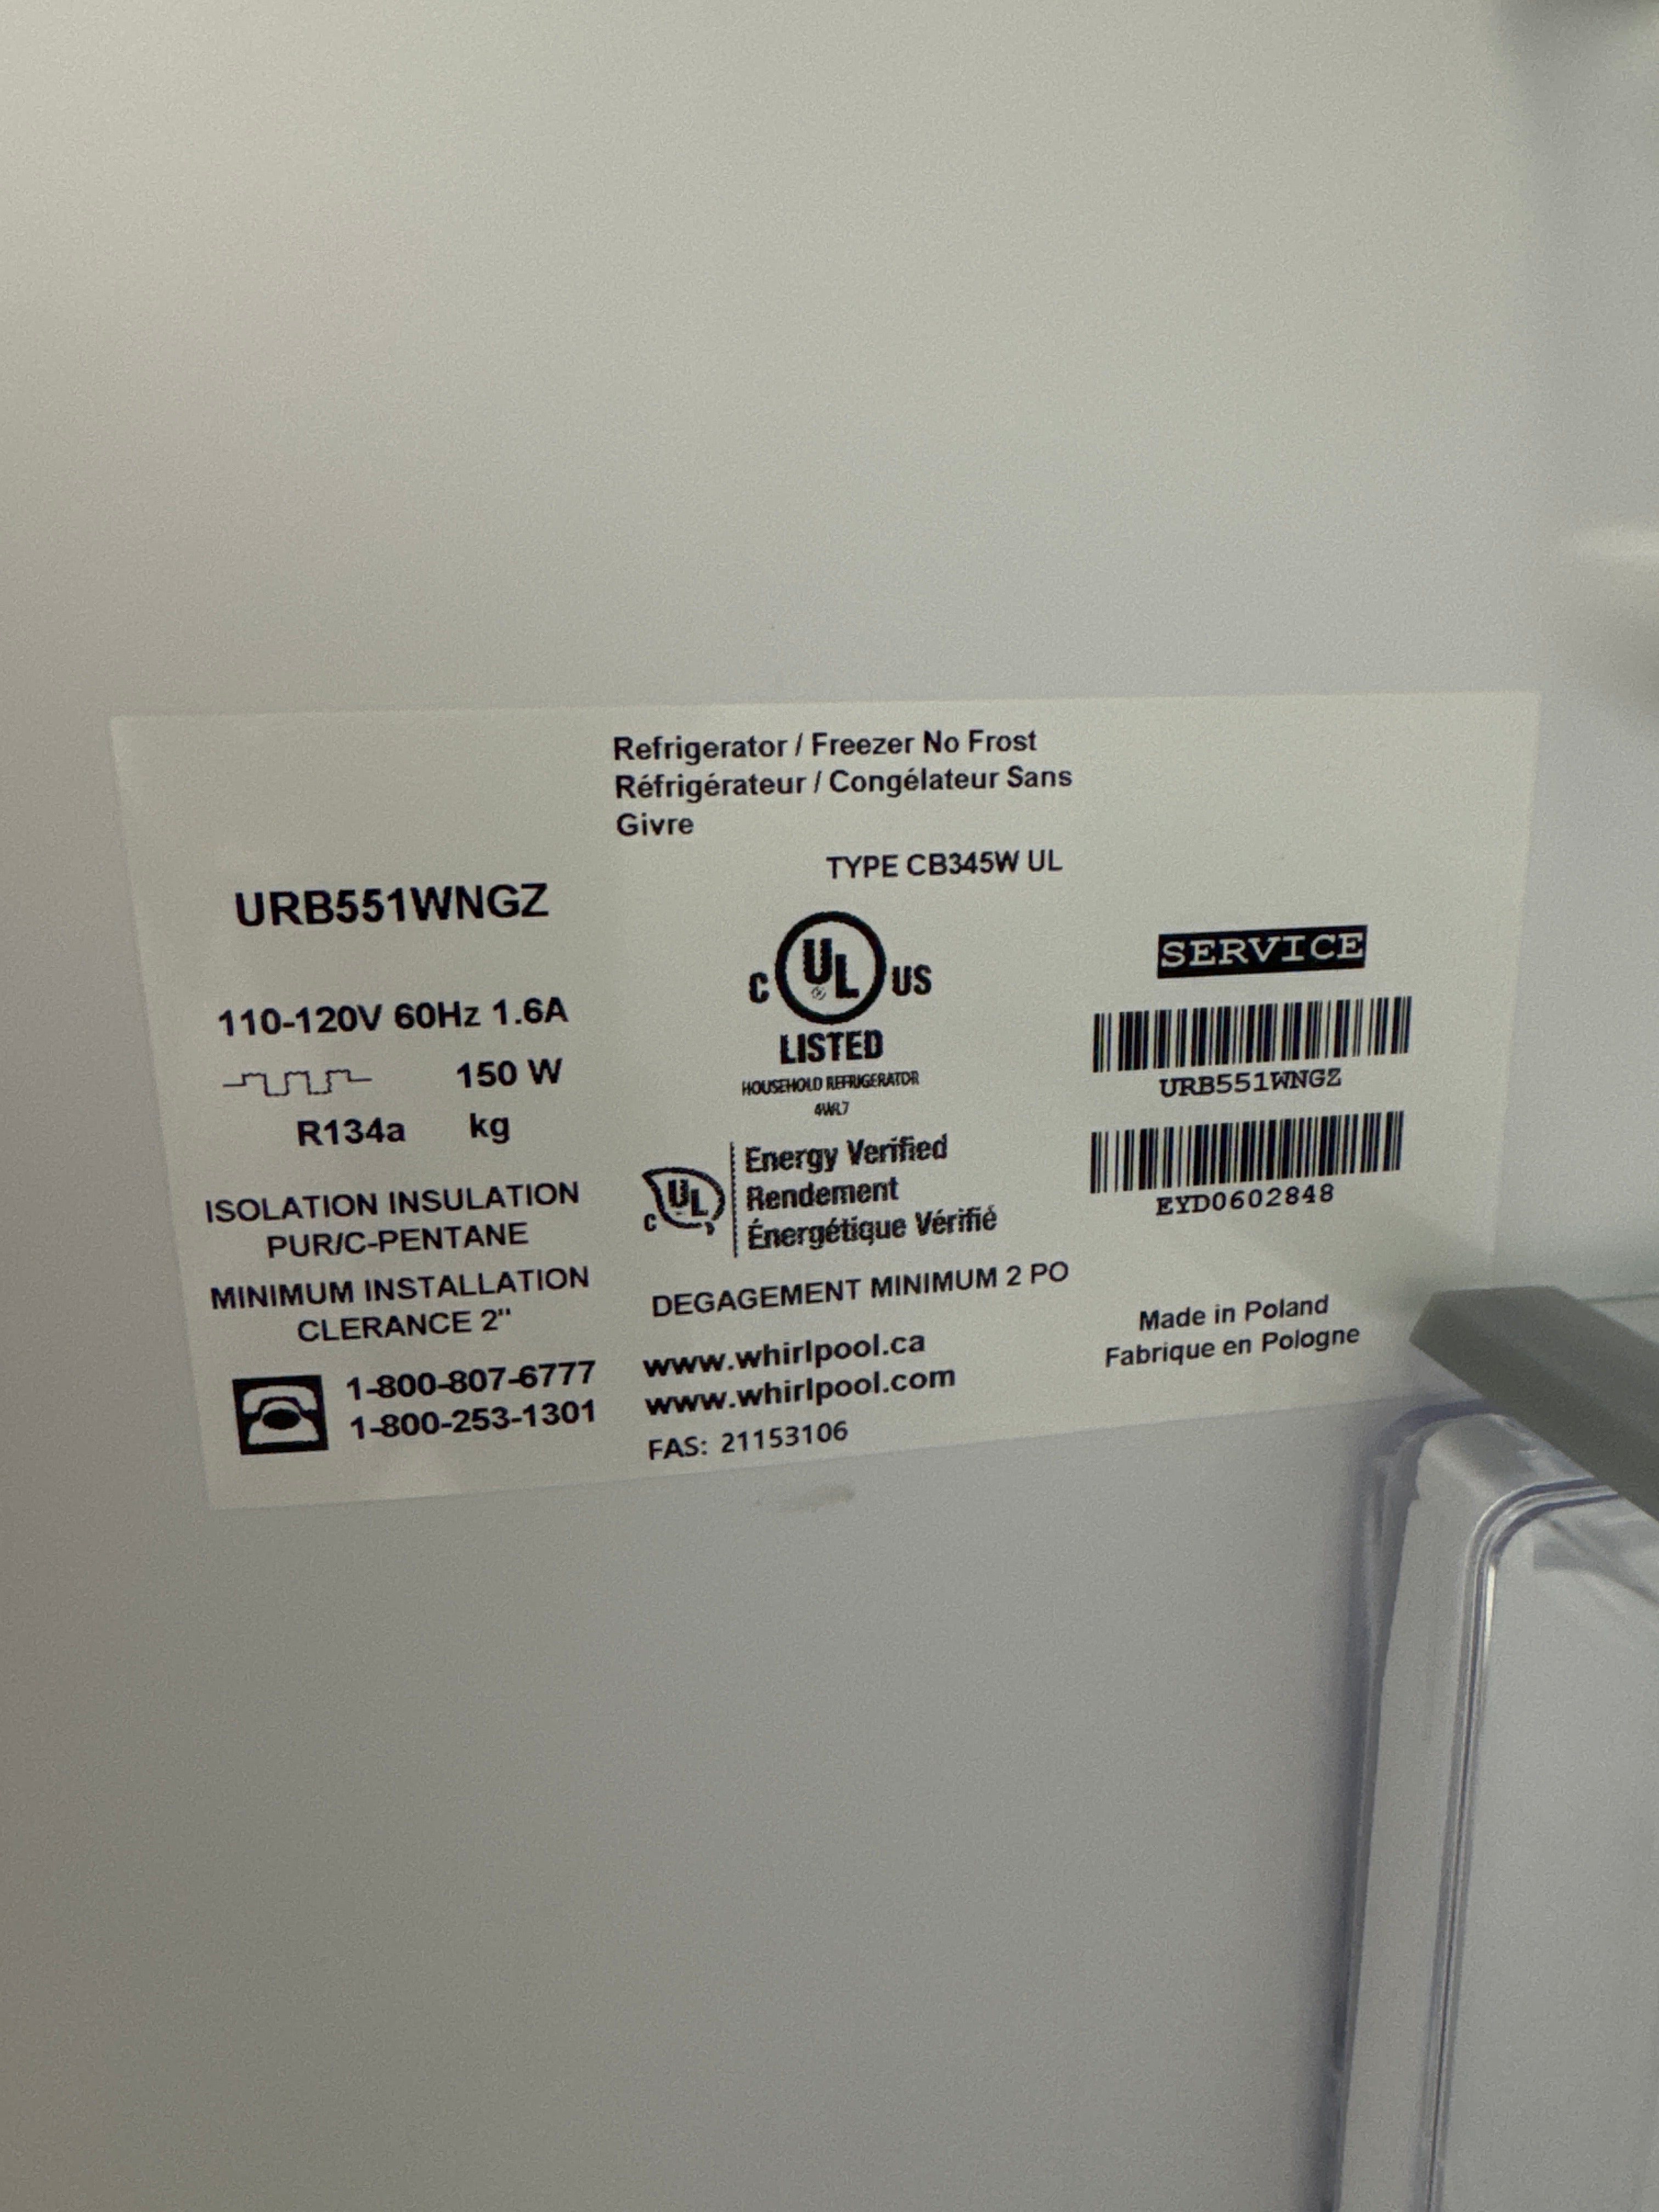 Refrigerator / Freezer No Frost
Réfrigérateur / Congélateur Sans
Givre
TYPE CB345W UL
URB551WNGZ
110-120V 60Hz 1.6A
150 W
R134a kg
ISOLATION INSULATION
PUR/C-PENTANE
MINIMUM INSTALLATION
CLERANCE 2"
1-800-807-6777
1-800-253-1301
C UL ® US
LISTED
HOUSEHOLD REFRIGERATOR
4WL7
C UL
Energy Verified
Rendement
Énergétique Vérifié
DEGAGEMENT MINIMUM 2 PO
www.whirlpool.ca
www.whirlpool.com
FAS: 21153106
SERVICE
URB551WNGZ
EYD0602848
Made in Poland
Fabrique en Pologne